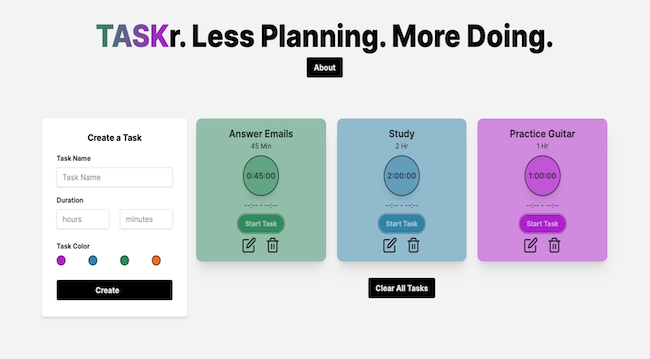 TASKr. Less Planning. More Doing.
About
Create a Task
Task Name
Task Name
Duration
hours minutes
Task Color
Create
Answer Emails
45 Min
0:45:00
--:-- - --:--
Start Task
Study
2 Hr
2:00:00
--:-- - --:--
Start Task
Practice Guitar
1 Hr
1:00:00
--:-- - --:--
Start Task
Clear All Tasks